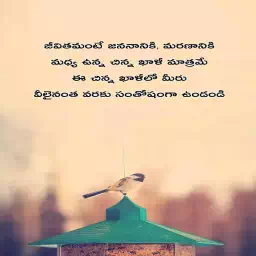 జీవితమంటే జననానికి, మరణానికి
మధ్య ఉన్న చిన్న ఖాళీ మాత్రమే
ఈ చిన్న ఖాళీలో మీరు
వీలైనంత వరకు సంతోషంగా ఉండండి